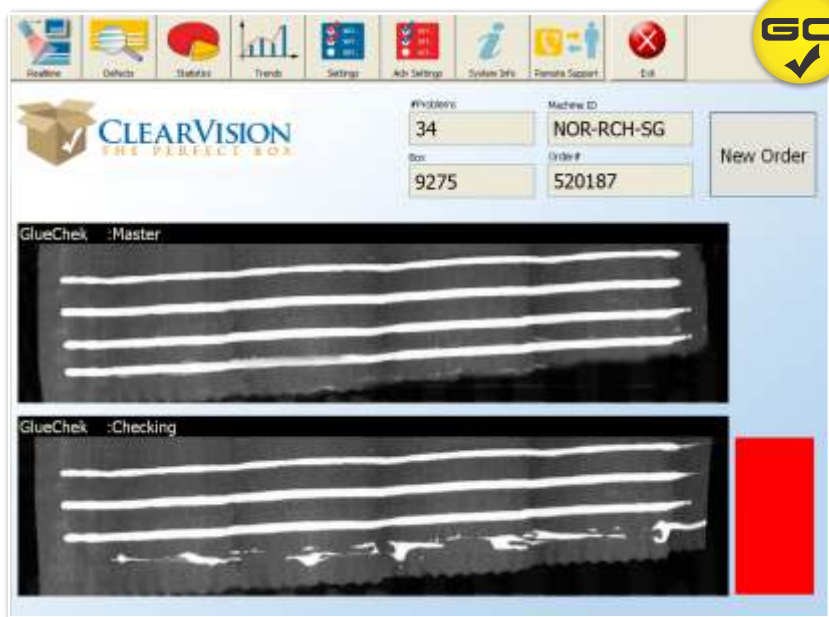 Realtime
Defects
Statistics
Trends
Settings
Adv Settings
System Info
Remote Support
Exit
GC
CLEARVISION
THE PERFECT BOX
#Problems
34
Machine ID
NOR-RCH-SG
New Order
Box
9275
Order#
520187
GlueChek :Master
GlueChek :Checking